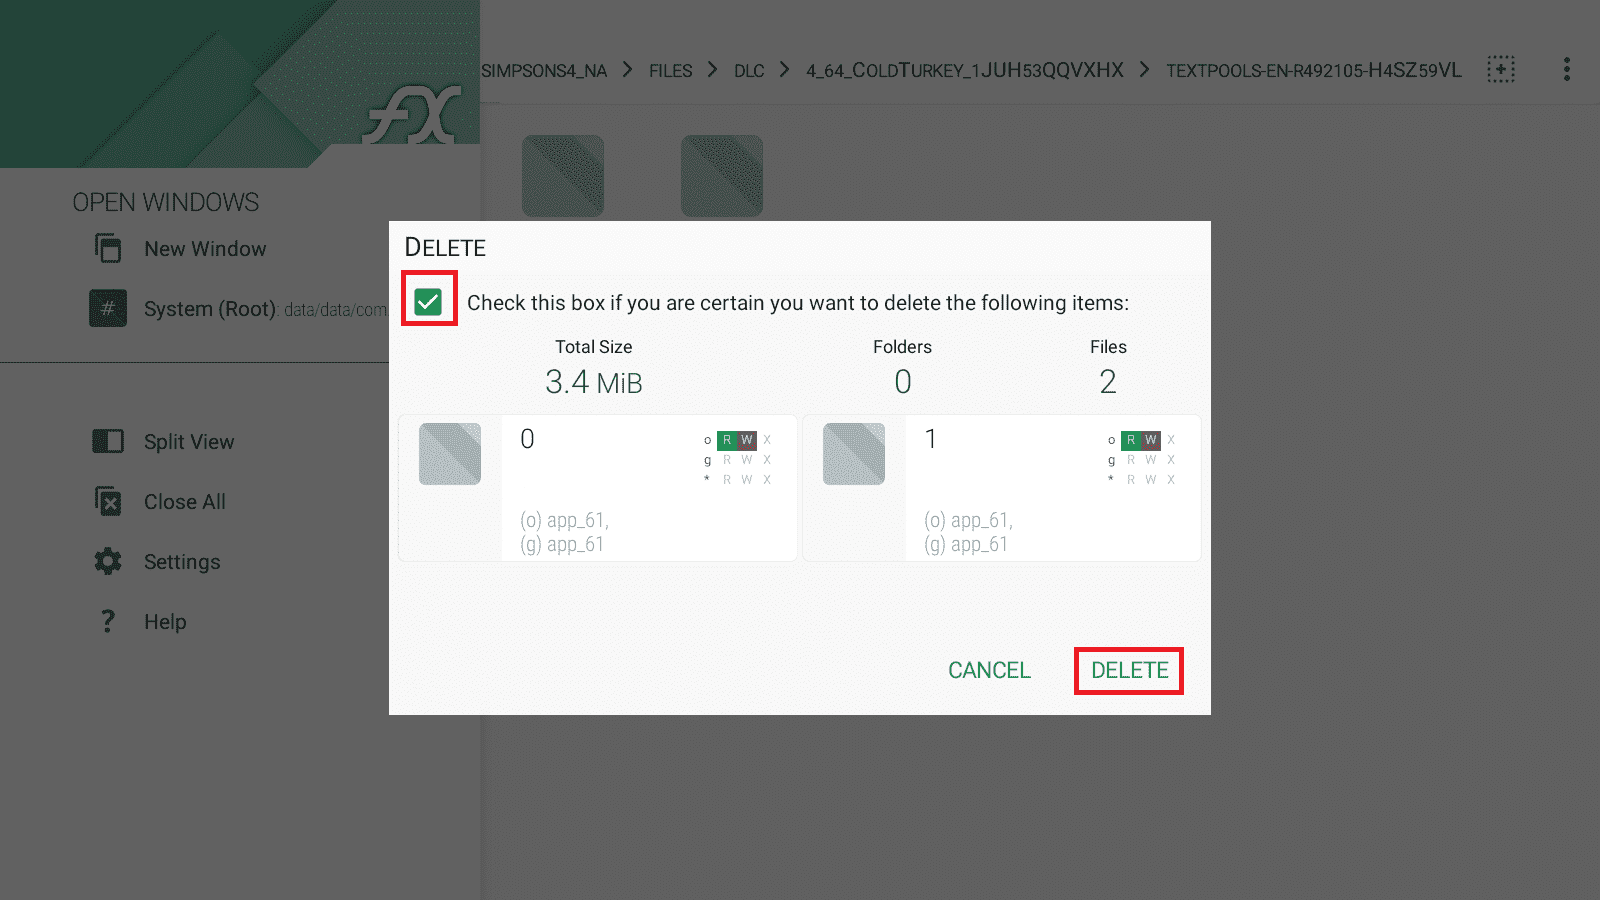 fx
SIMPSONS4_NA > FILES > DLC > 4_64_COLDTURKEY_1JUH53QQVXHX > TEXTPOOLS-EN-R492105-H4SZ59VL
OPEN WINDOWS
New Window
# System (Root): data/data/com
Split View
Close All
Settings
? Help
DELETE
Check this box if you are certain you want to delete the following items:
Total Size Folders Files
3.4 MiB 0 2
0
o R W X
g R W X
* R W X
(o) app_61,
(g) app_61
1
o R W X
g R W X
* R W X
(o) app_61,
(g) app_61
CANCEL DELETE